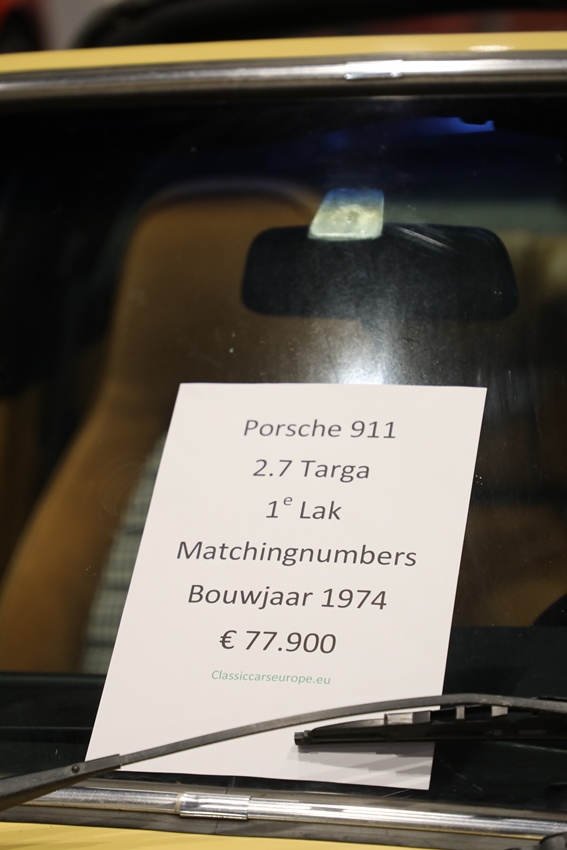 Porsche 911
2.7 Targa
1e Lak
Matchingnumbers
Bouwjaar 1974
€ 77.900
Classiccarseurope.eu